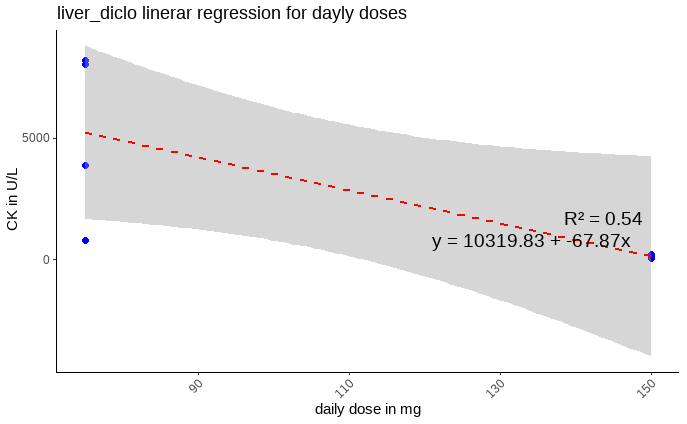 liver_diclo linerar regression for dayly doses
CK in U/L
5000
0
R² = 0.54
y = 10319.83 + -67.87x
90
110
130
150
daily dose in mg